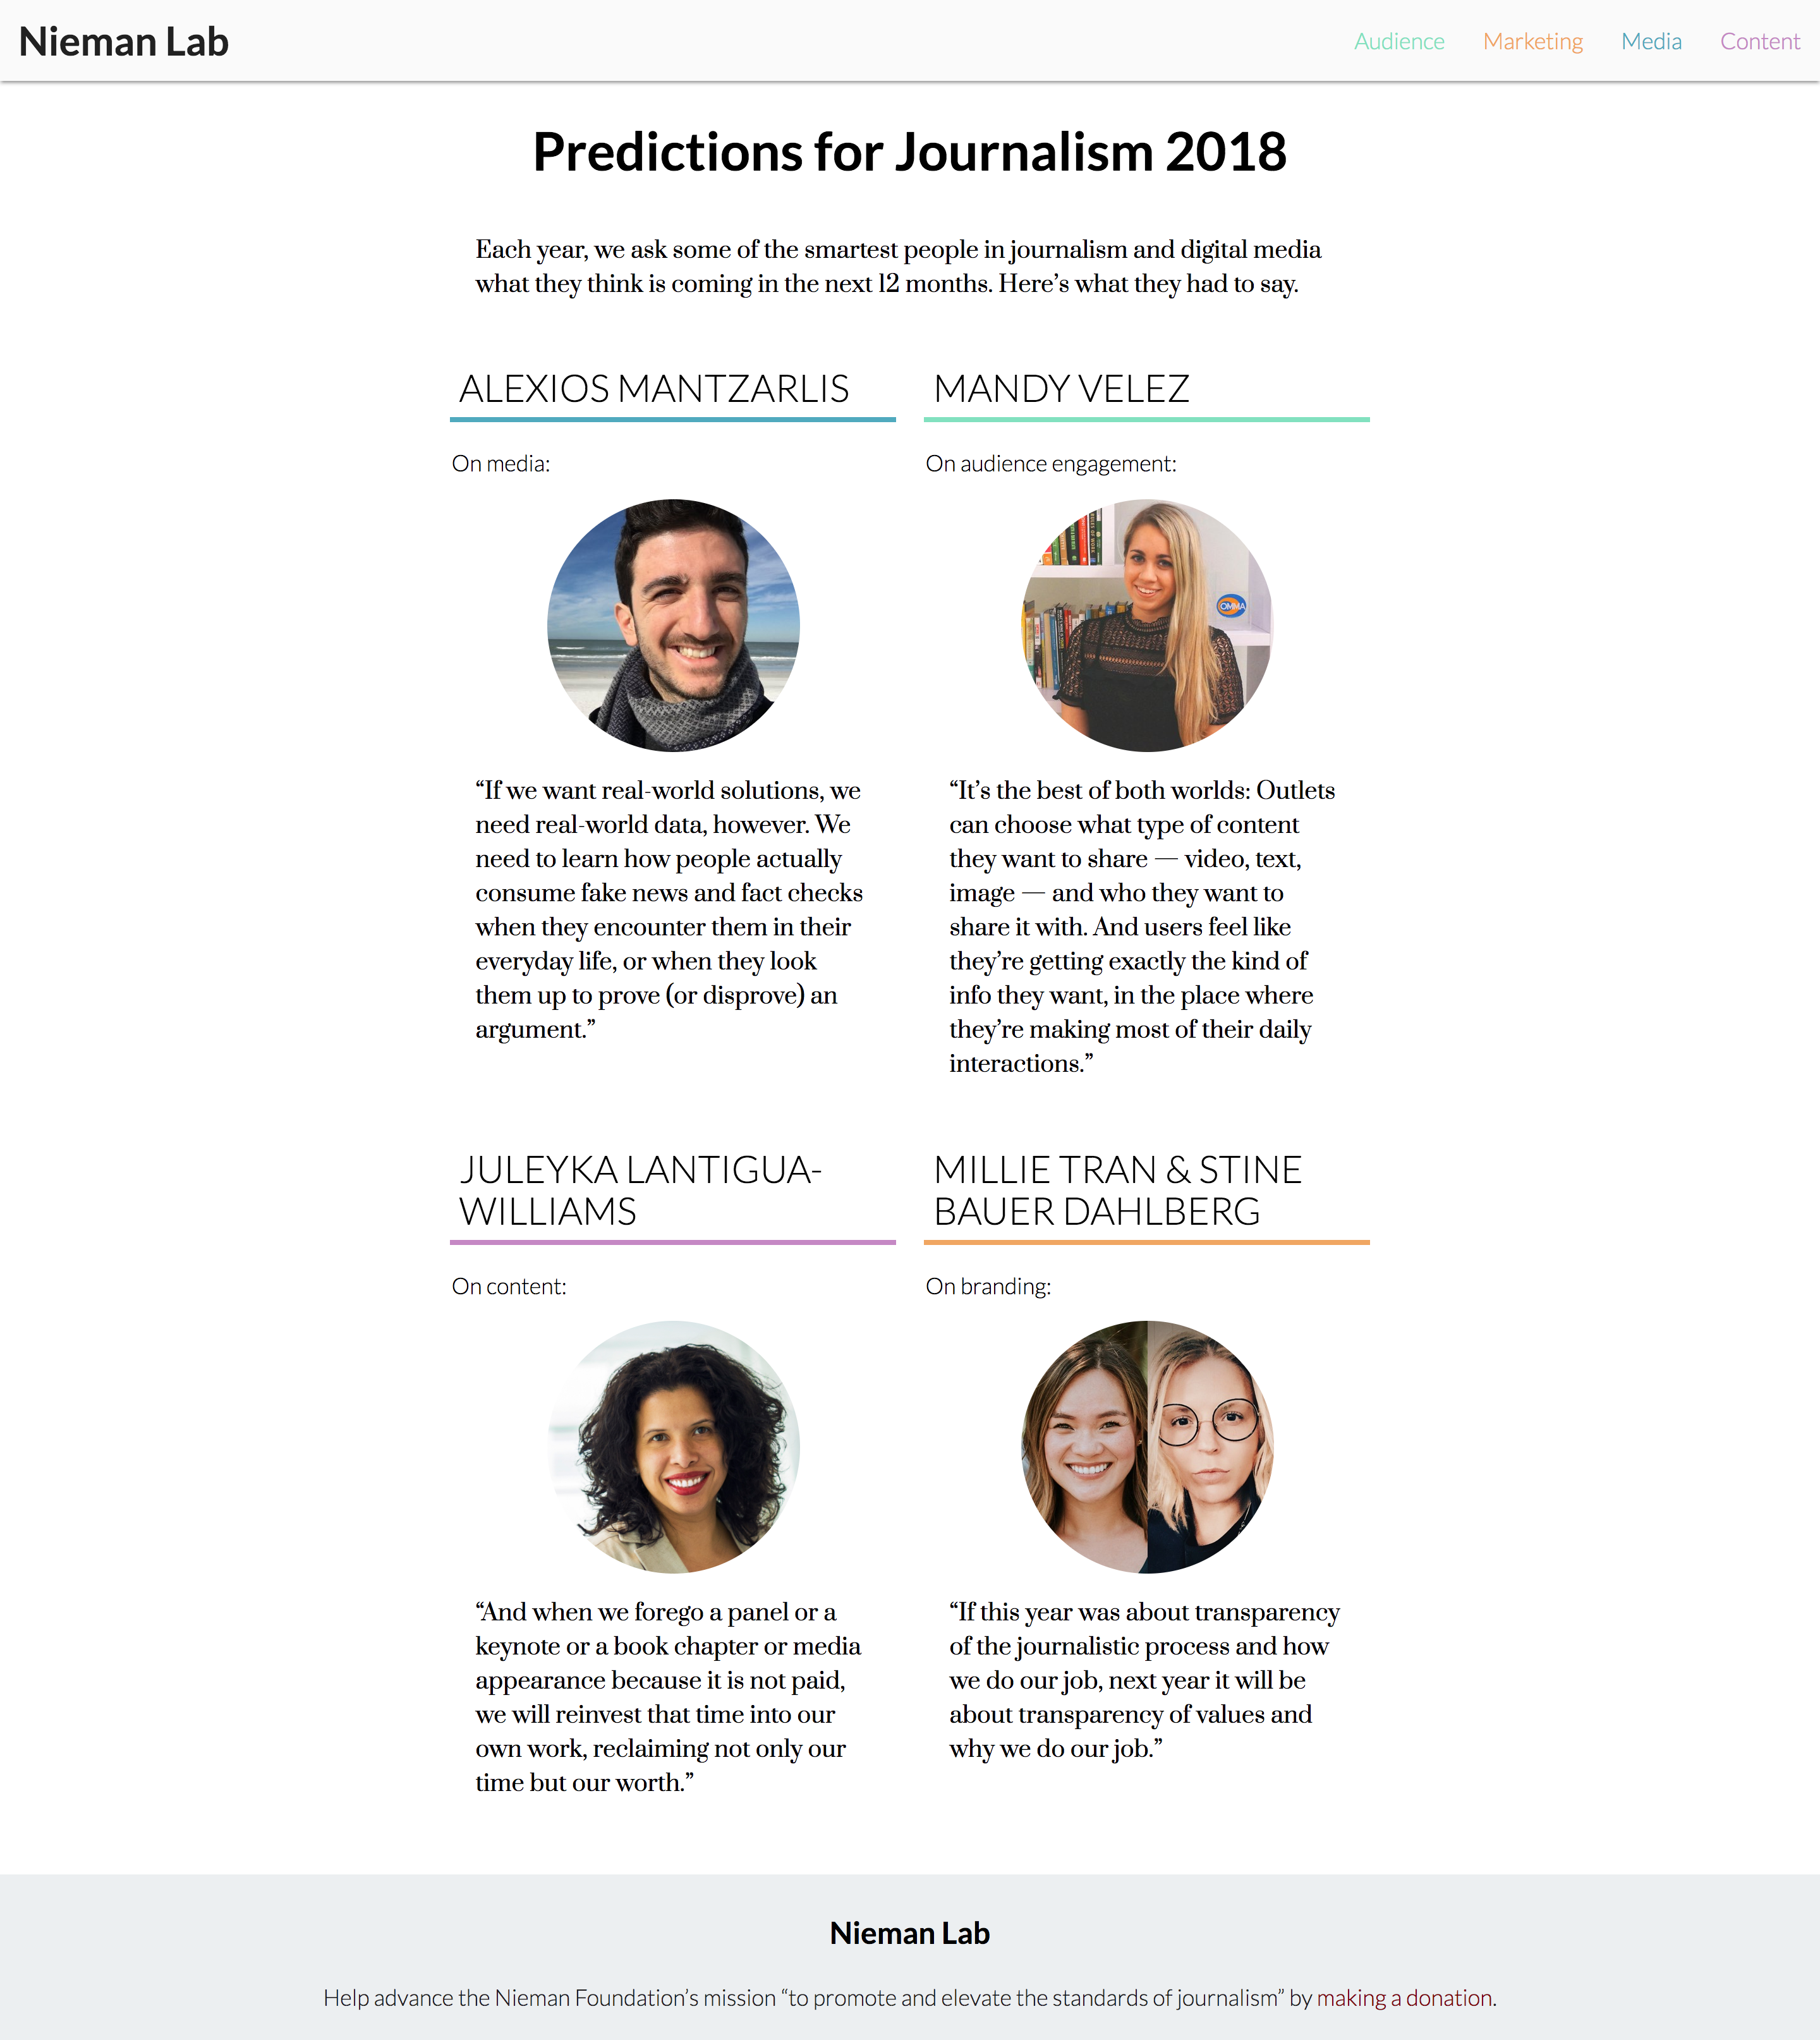 Nieman Lab
Audience Marketing Media Content
Predictions for Journalism 2018
Each year, we ask some of the smartest people in journalism and digital media
what they think is coming in the next 12 months. Here’s what they had to say.
ALEXIOS MANTZARLIS
On media:
“If we want real-world solutions, we
need real-world data, however. We
need to learn how people actually
consume fake news and fact checks
when they encounter them in their
everyday life, or when they look
them up to prove (or disprove) an
argument.”
MANDY VELEZ
On audience engagement:
OMMA
“It’s the best of both worlds: Outlets
can choose what type of content
they want to share — video, text,
image — and who they want to
share it with. And users feel like
they’re getting exactly the kind of
info they want, in the place where
they’re making most of their daily
interactions.”
JULEYKA LANTIGUA-
WILLIAMS
On content:
“And when we forego a panel or a
keynote or a book chapter or media
appearance because it is not paid,
we will reinvest that time into our
own work, reclaiming not only our
time but our worth.”
MILLIE TRAN & STINE
BAUER DAHLBERG
On branding:
“If this year was about transparency
of the journalistic process and how
we do our job, next year it will be
about transparency of values and
why we do our job.”
Nieman Lab
Help advance the Nieman Foundation’s mission “to promote and elevate the standards of journalism” by making a donation.